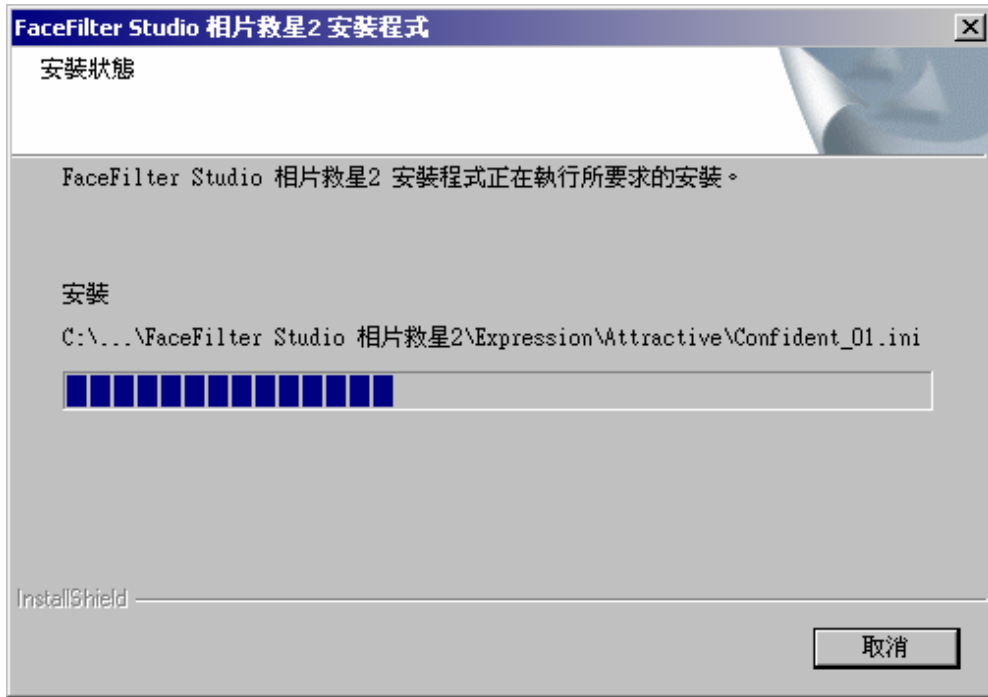 FaceFilter Studio 相片救星2 安裝程式
安裝狀態
FaceFilter Studio 相片救星2 安裝程式正在執行所要求的安裝。
安裝
C:\...\FaceFilter Studio 相片救星2\Expression\Attractive\Confident_01.ini
InstallShield
取消